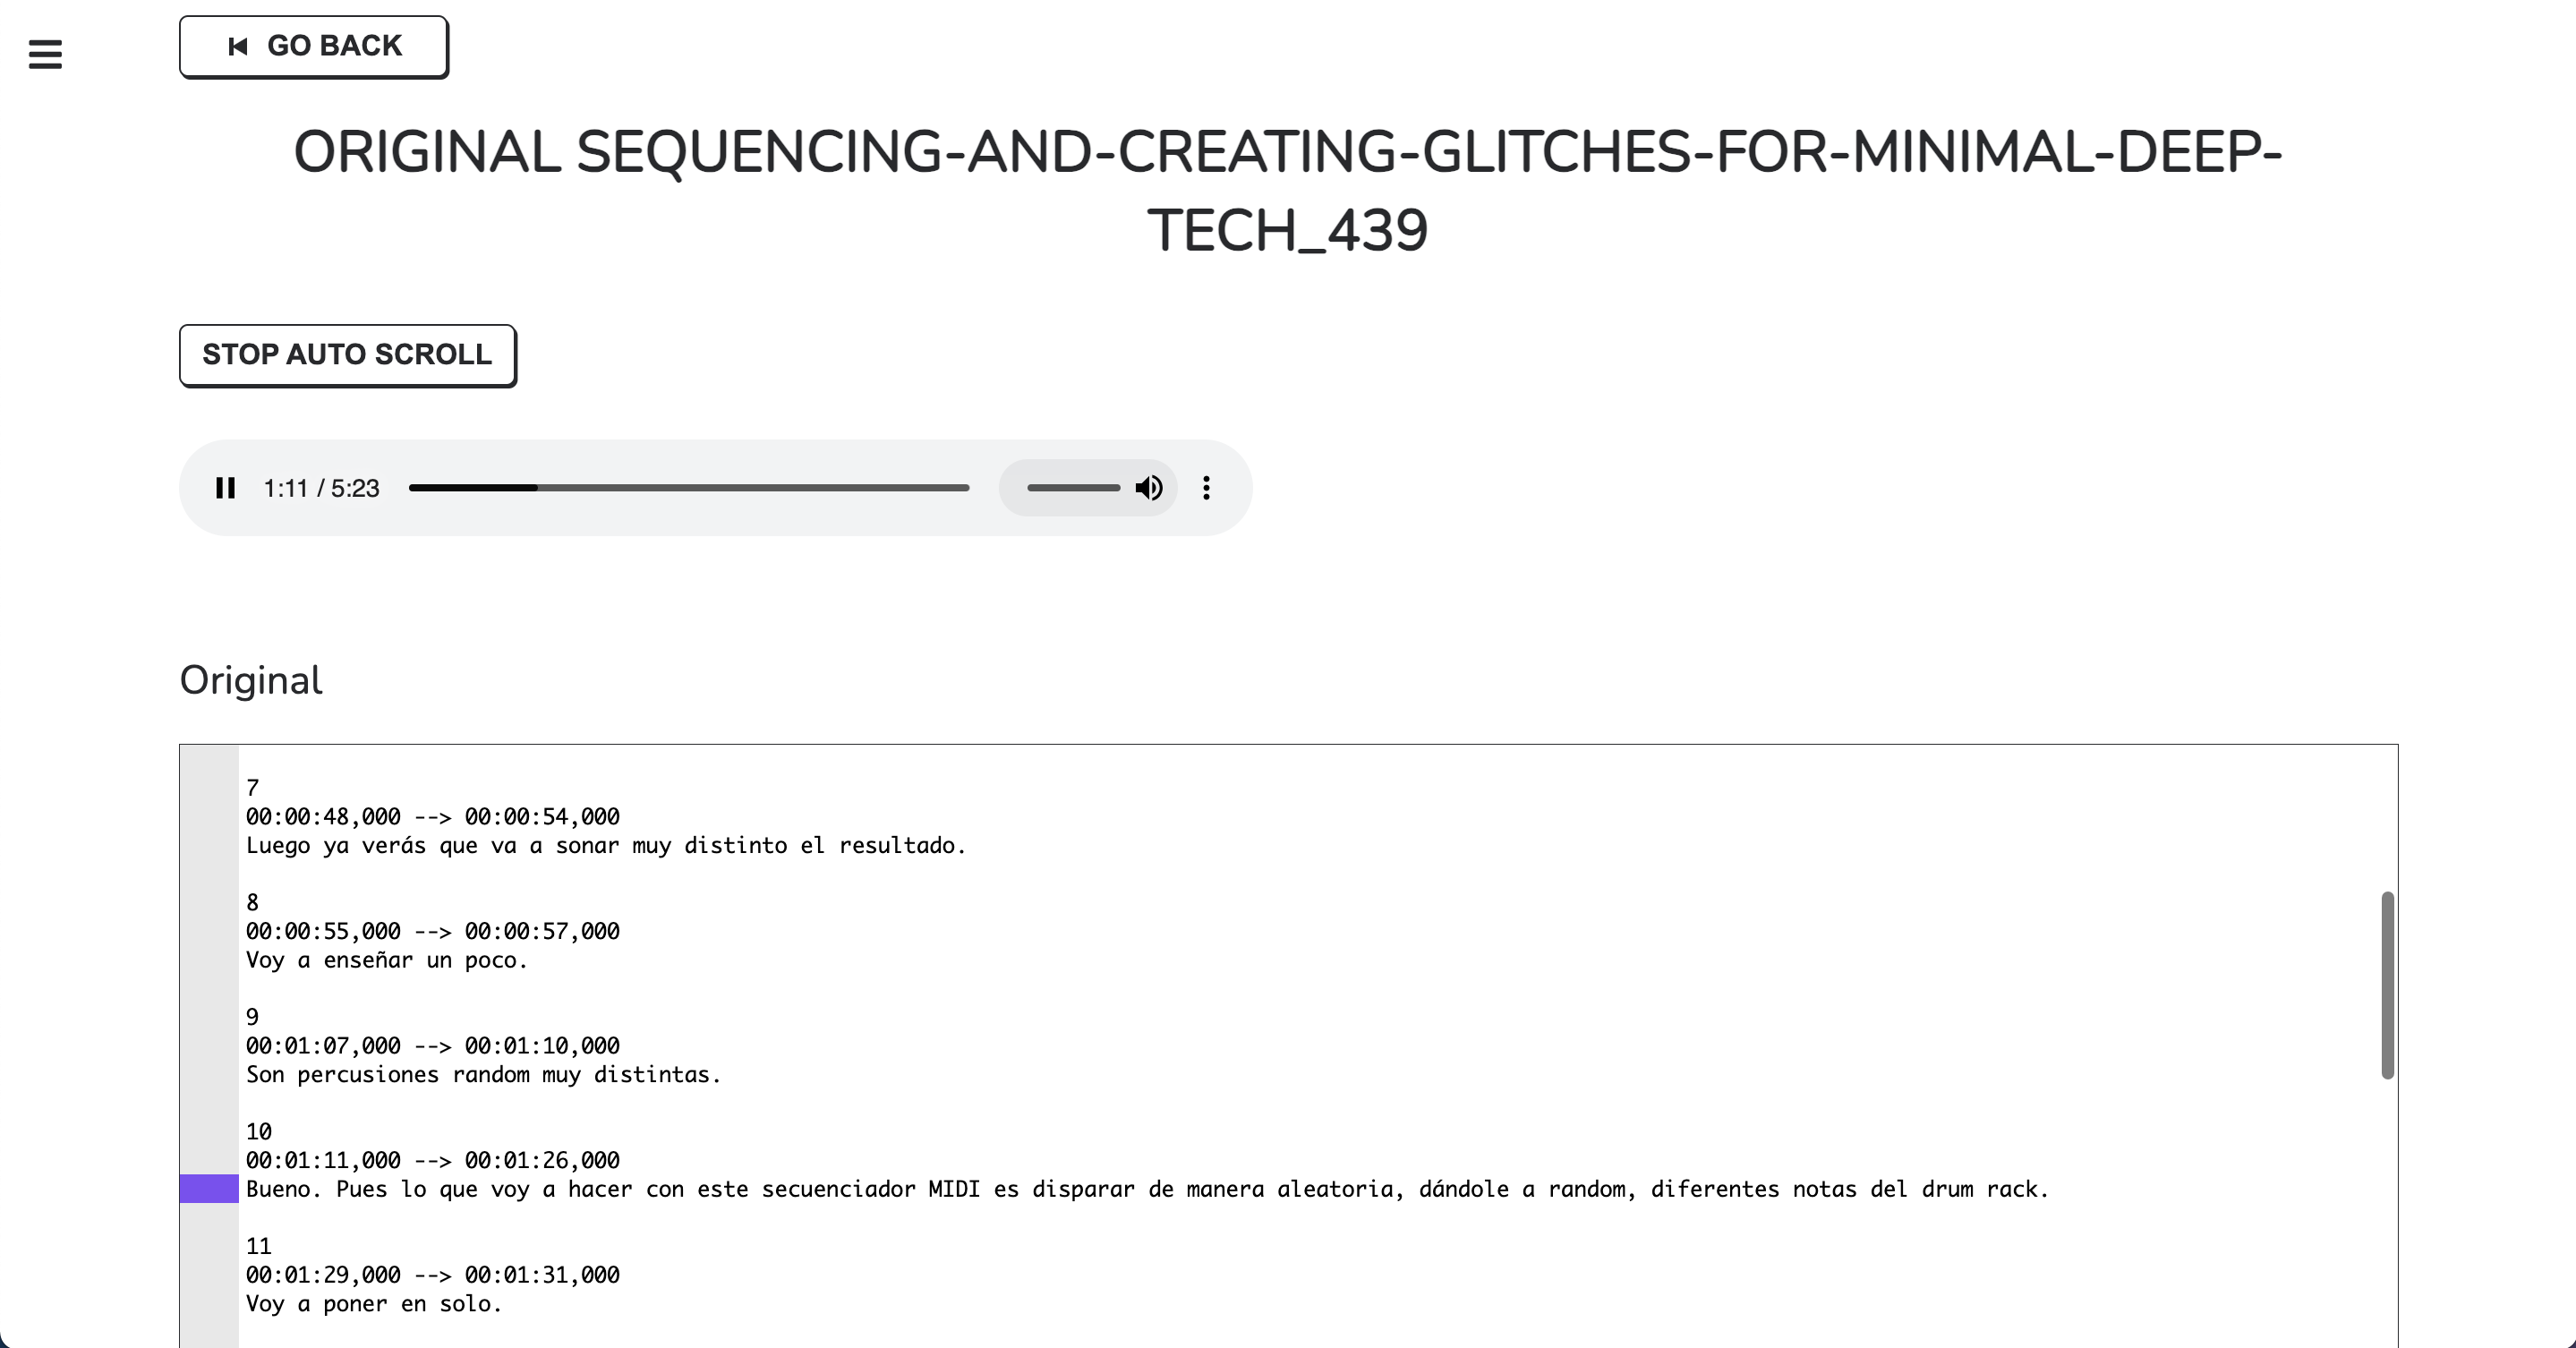 GO BACK
ORIGINAL SEQUENCING-AND-CREATING-GLITCHES-FOR-MINIMAL-DEEP-
TECH_439
STOP AUTO SCROLL
1:11 / 5:23
Original
7
00:00:48,000 --> 00:00:54,000
Luego ya verás que va a sonar muy distinto el resultado.
8
00:00:55,000 --> 00:00:57,000
Voy a enseñar un poco.
9
00:01:07,000 --> 00:01:10,000
Son percusiones random muy distintas.
10
00:01:11,000 --> 00:01:26,000
Bueno. Pues lo que voy a hacer con este secuenciador MIDI es disparar de manera aleatoria, dándole a random, diferentes notas del drum rack.
11
00:01:29,000 --> 00:01:31,000
Voy a poner en solo.